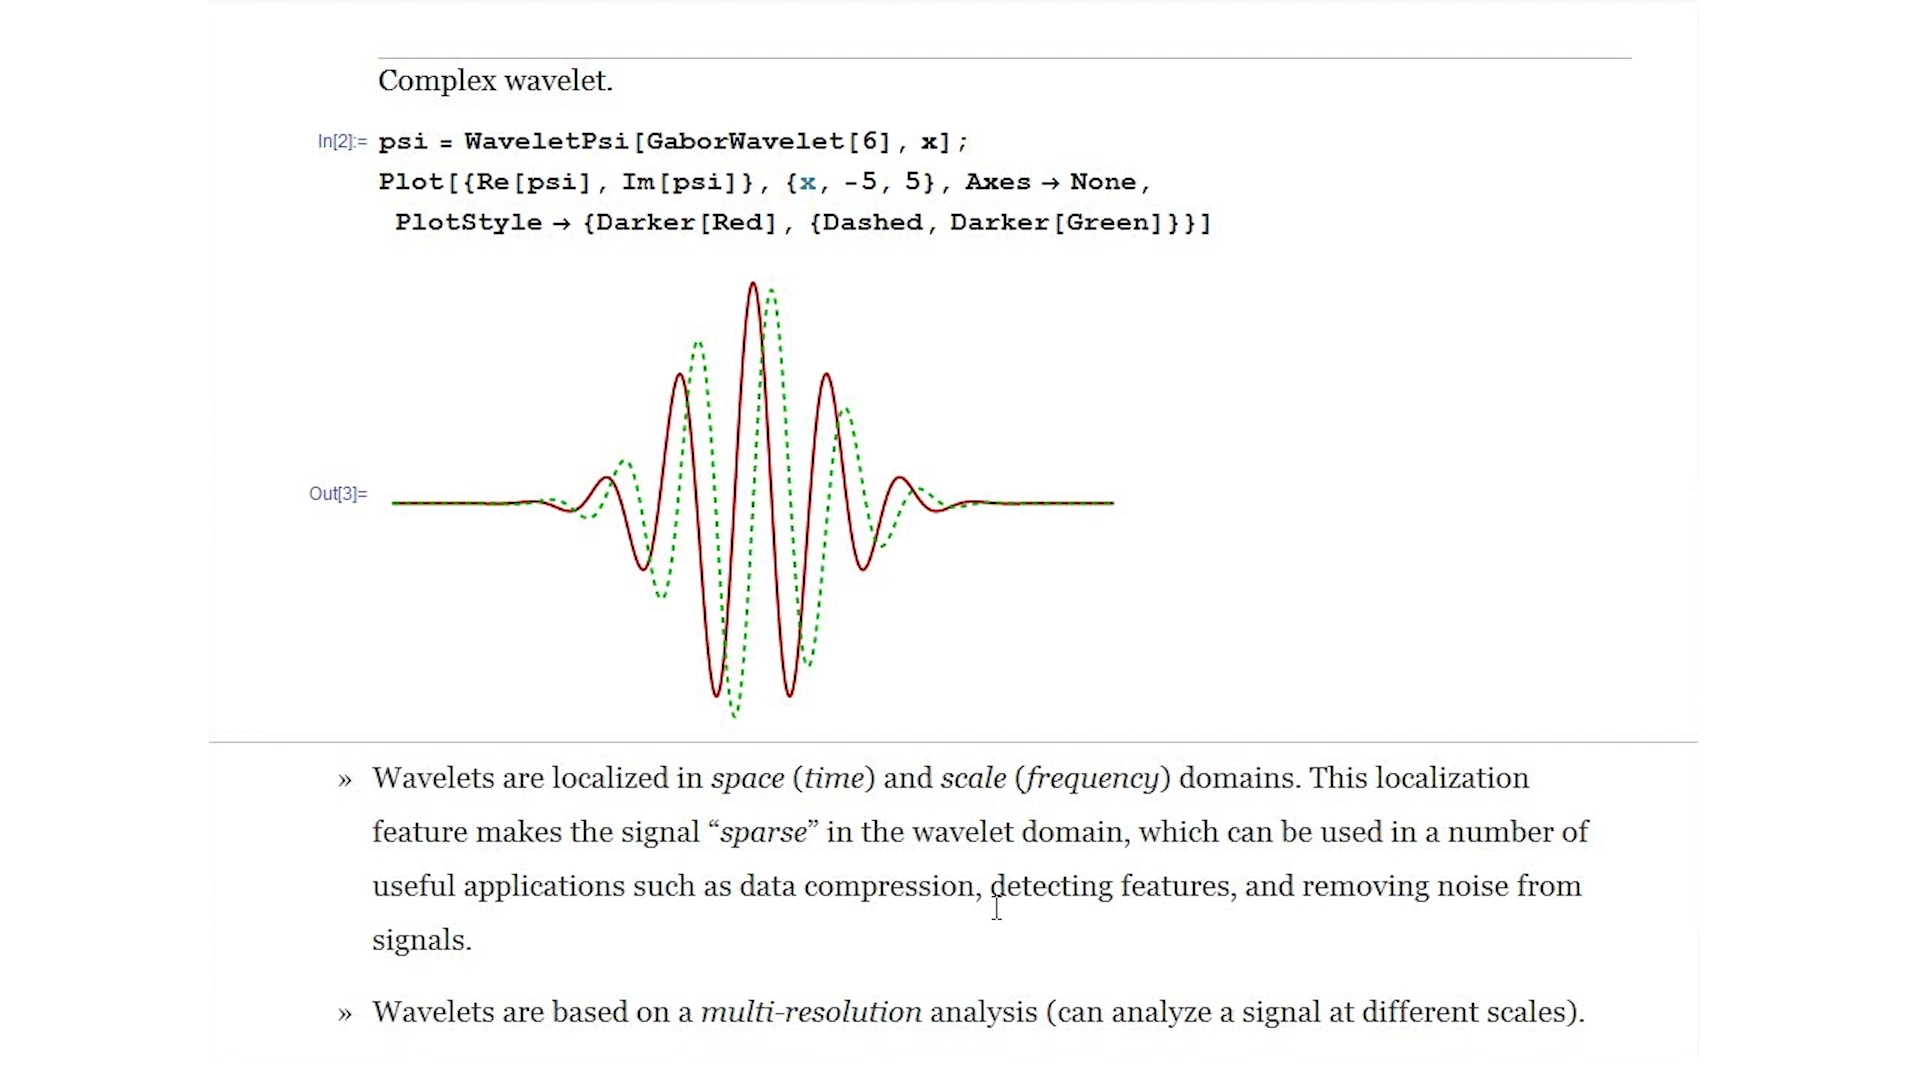 Complex wavelet.
In[2]:= psi = WaveletPsi[GaborWavelet[6], x];
Plot[{Re[psi], Im[psi]}, {x, -5, 5}, Axes → None,
PlotStyle → {Darker[Red], {Dashed, Darker[Green]}}]
Out[3]=
» Wavelets are localized in space (time) and scale (frequency) domains. This localization
feature makes the signal “sparse” in the wavelet domain, which can be used in a number of
useful applications such as data compression, detecting features, and removing noise from
signals.
» Wavelets are based on a multi-resolution analysis (can analyze a signal at different scales).